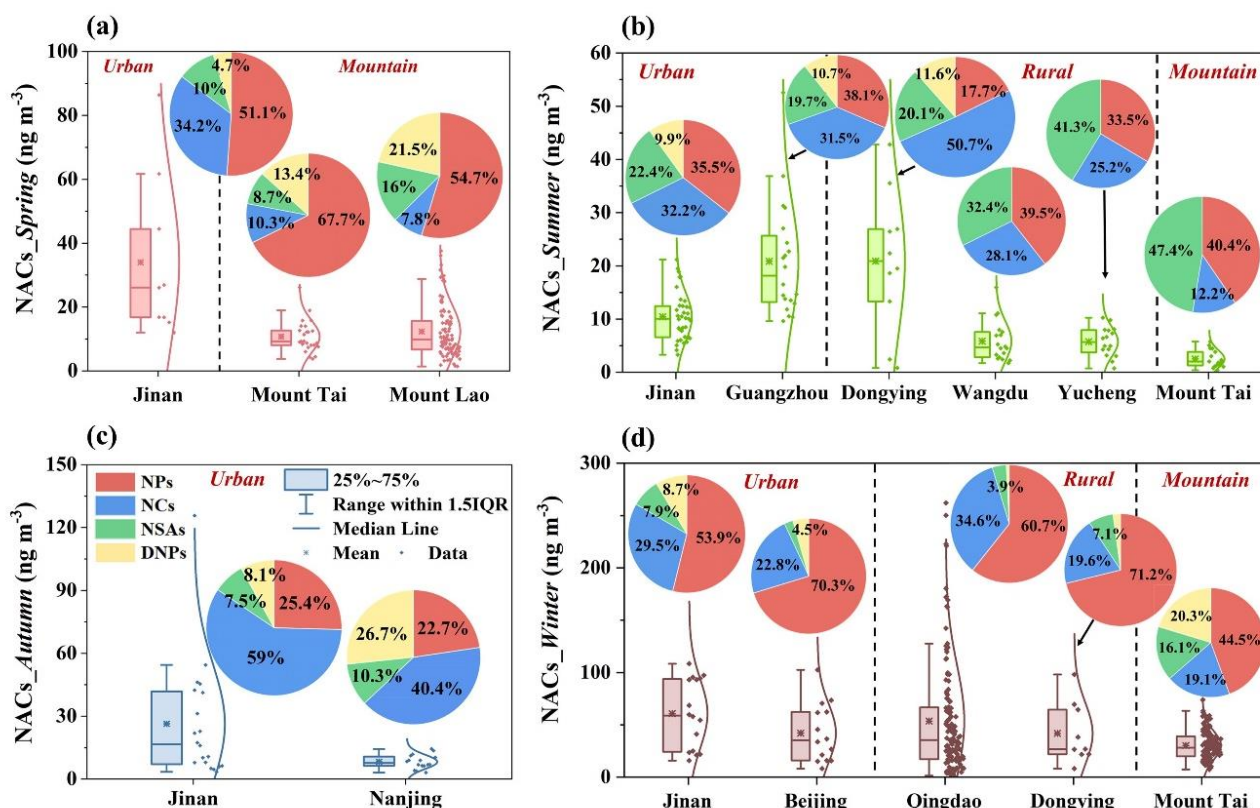 (a)
NACs_Spring (ng m⁻³)
100
80
60
40
20
0
Urban
Mountain
4.7%
10%
34.2%
51.1%
13.4%
8.7%
10.3%
67.7%
21.5%
16%
7.8%
54.7%
Jinan
Mount Tai
Mount Lao
(b)
NACs_Summer (ng m⁻³)
60
50
40
30
20
10
0
Urban
Rural
Mountain
9.9%
22.4%
35.5%
32.2%
10.7%
19.7%
38.1%
31.5%
11.6%
17.7%
20.1%
50.7%
32.4%
39.5%
28.1%
41.3%
33.5%
25.2%
47.4%
40.4%
12.2%
Jinan
Guangzhou
Dongying
Wangdu
Yucheng
Mount Tai
(c)
NACs_Autumn (ng m⁻³)
150
120
90
60
30
0
NPs
NCs
NSAs
DNPs
Urban
25%~75%
Range within 1.5IQR
Median Line
Mean
Data
8.1%
7.5%
25.4%
59%
26.7%
22.7%
10.3%
40.4%
Jinan
Nanjing
(d)
NACs_Winter (ng m⁻³)
300
200
100
0
Urban
Rural
Mountain
8.7%
7.9%
29.5%
53.9%
4.5%
22.8%
70.3%
3.9%
34.6%
60.7%
7.1%
19.6%
71.2%
20.3%
44.5%
16.1%
19.1%
Jinan
Beijing
Qingdao
Dongying
Mount Tai